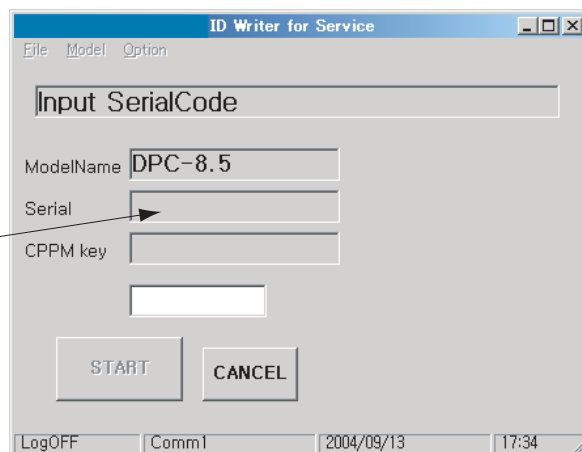 ID Writer for Service
File Model Option
Input SerialCode
ModelName DPC-8.5
Serial
CPPM key
START CANCEL
LogOFF Comm1 2004/09/13 17:34